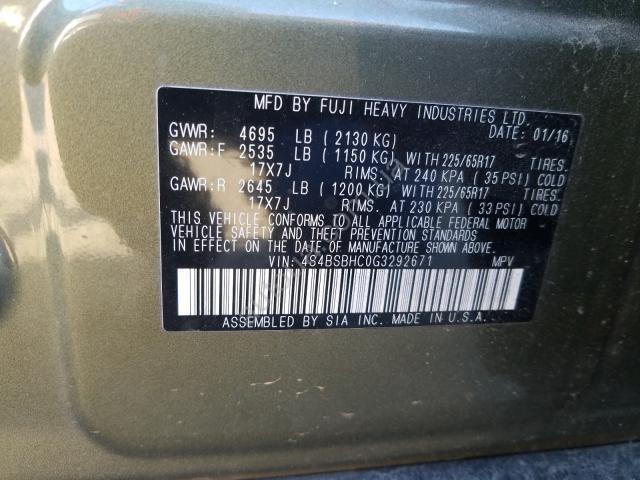 MFD BY FUJI HEAVY INDUSTRIES LTD.
DATE: 01/16
GVWR: 4695 LB ( 2130 KG)
GAWR:F 2535 LB ( 1150 KG) WITH 225/65R17 TIRES.
17X7J RIMS. AT 240 KPA ( 35 PSI) COLD
GAWR:R 2645 LB ( 1200 KG) WITH 225/65R17 TIRES.
17X7J RIMS. AT 230 KPA ( 33 PSI) COLD
THIS VEHICLE CONFORMS TO ALL APPLICABLE FEDERAL MOTOR
VEHICLE SAFETY AND THEFT PREVENTION STANDARDS
IN EFFECT ON THE DATE OF MANUFACTURE SHOWN ABOVE.
VIN: 4S4BSBHC0G3292671 MPV
ASSEMBLED BY SIA INC. MADE IN U.S.A.